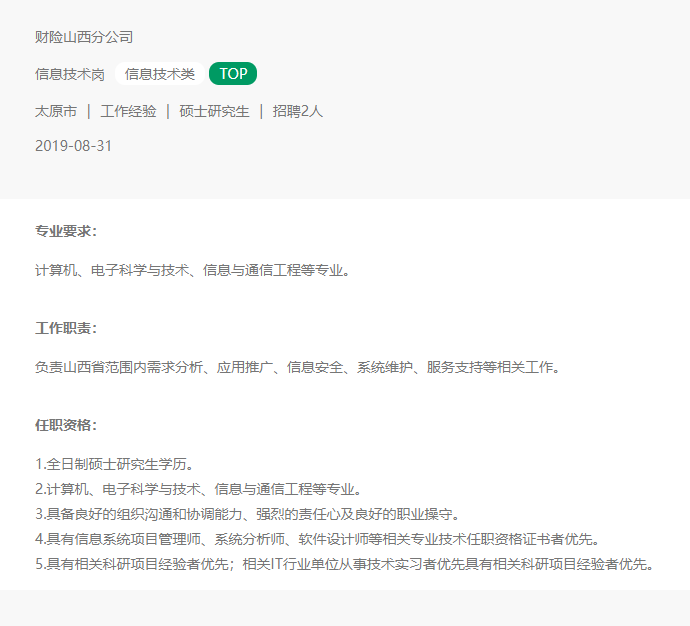 财险山西分公司
信息技术岗 信息技术类 TOP
太原市 | 工作经验 | 硕士研究生 | 招聘2人
2019-08-31
专业要求：
计算机、电子科学与技术、信息与通信工程等专业。
工作职责：
负责山西省范围内需求分析、应用推广、信息安全、系统维护、服务支持等相关工作。
任职资格：
1.全日制硕士研究生学历。
2.计算机、电子科学与技术、信息与通信工程等专业。
3.具备良好的组织沟通和协调能力、强烈的责任心及良好的职业操守。
4.具有信息系统项目管理师、系统分析师、软件设计师等相关专业技术任职资格证书者优先。
5.具有相关科研项目经验者优先；相关IT行业单位从事技术实习者优先具有相关科研项目经验者优先。